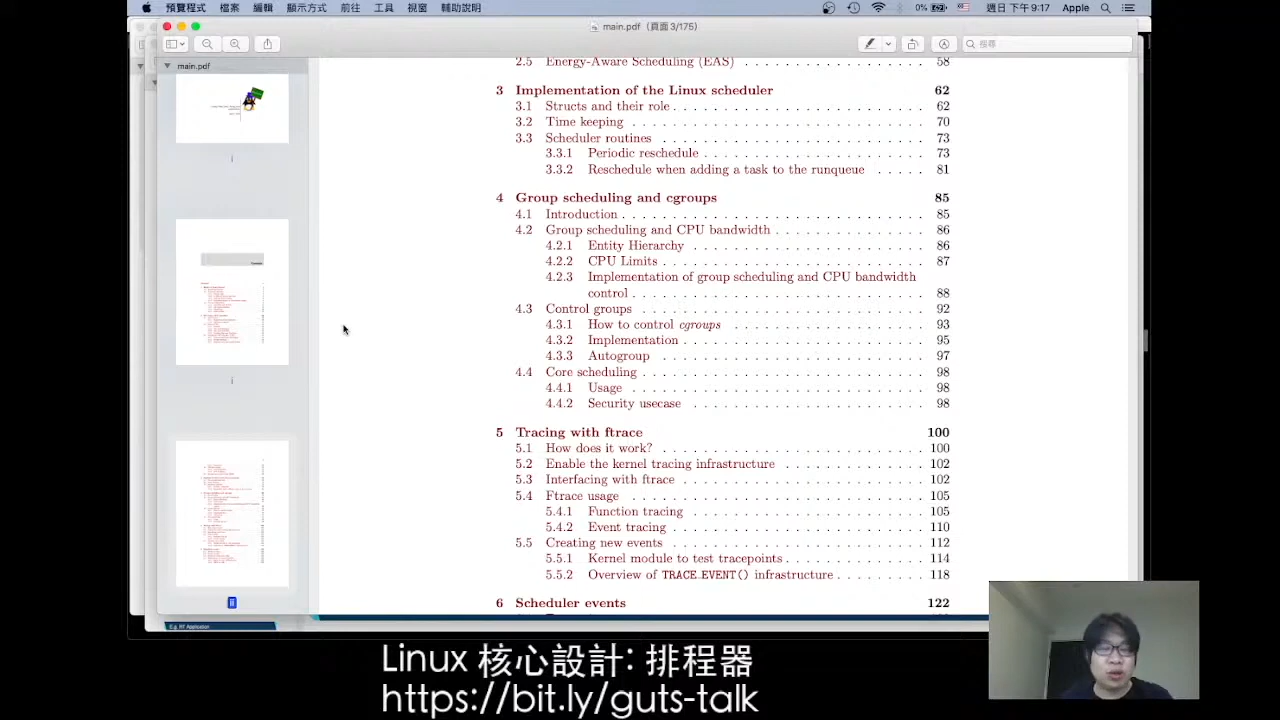 預覽程式 檔案 編輯 顯示方式 前往 工具 視窗 輔助說明 0% 週日 下午9:17 Apple
main.pdf (頁面 3/175)
搜尋
main.pdf
i
i
ii
2.5 Energy-Aware Scheduling (EAS) 58
3 Implementation of the Linux scheduler 62
3.1 Structs and their role 62
3.2 Time keeping 70
3.3 Scheduler routines 73
3.3.1 Periodic reschedule 73
3.3.2 Reschedule when adding a task to the runqueue 81
4 Group scheduling and cgroups 85
4.1 Introduction 85
4.2 Group scheduling and CPU bandwidth 86
4.2.1 Entity Hierarchy 86
4.2.2 CPU Limits 87
4.2.3 Implementation of group scheduling and CPU bandwidth
control 88
4.3 Control groups 92
4.3.1 How to control cgroups 93
4.3.2 Implementation 95
4.3.3 Autogroup 97
4.4 Core scheduling 98
4.4.1 Usage 98
4.4.2 Security usecase 98
5 Tracing with ftrace 100
5.1 How does it work? 100
5.2 Enable the kernel tracing infrastructure 102
5.3 Interacting with ftrace 102
5.4 Ftrace usage 105
5.4.1 Function tracing 105
Event tracing 110
5.5 Creating new events 112
5.5.1 Kernel module to test tracepoints 114
5.5.2 Overview of TRACE_EVENT() infrastructure 118
6 Scheduler events 122
E.g. RT Application
Linux 核心設計: 排程器
https://bit.ly/guts-talk